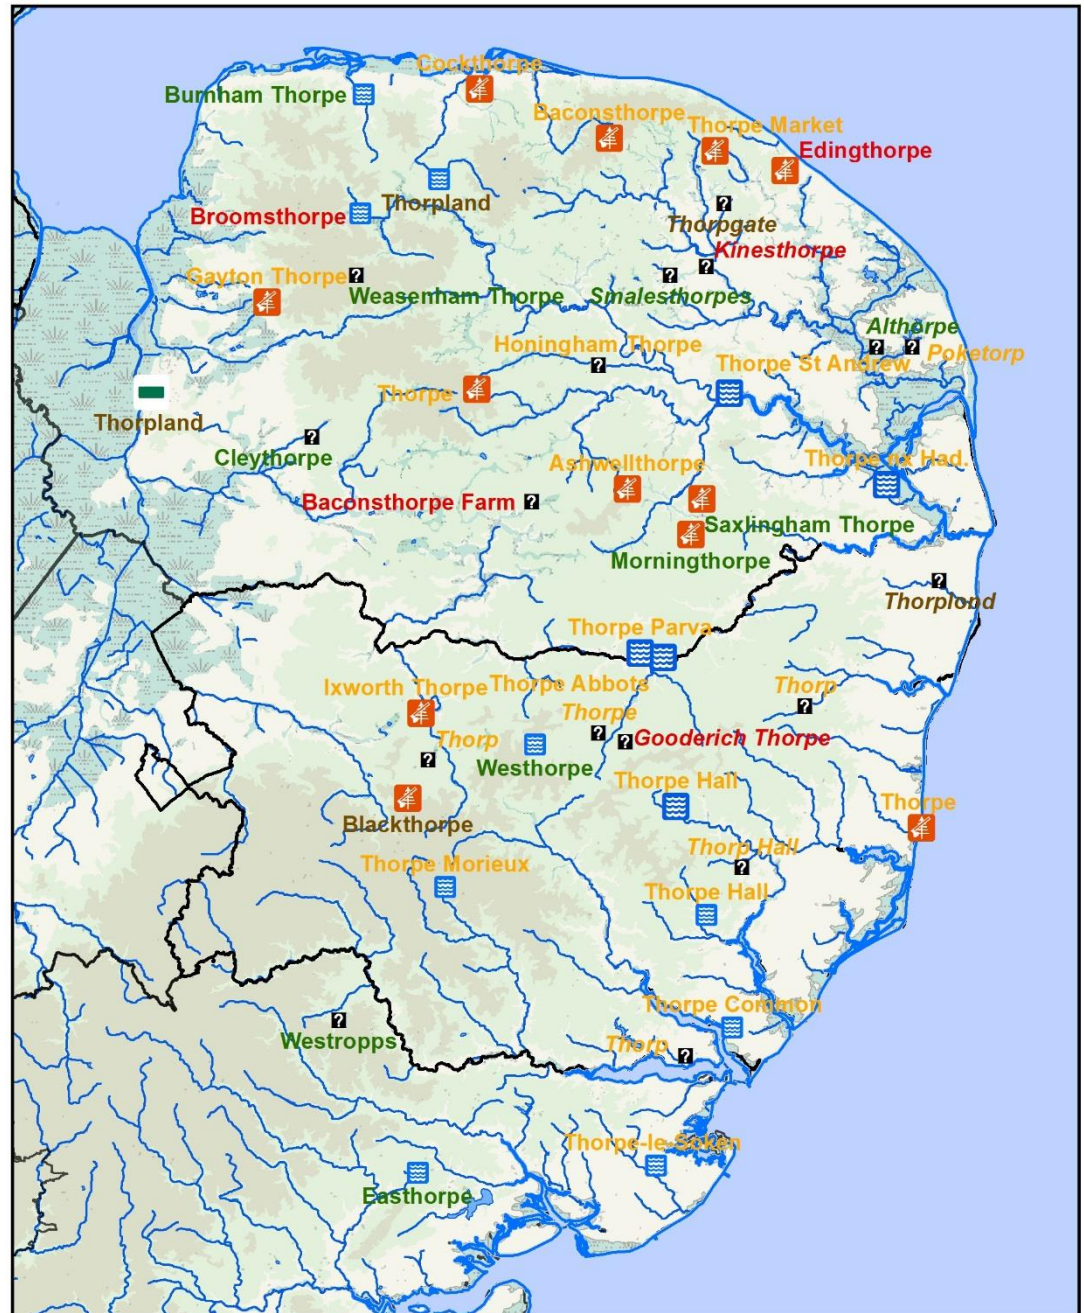 Cockthorpe
Burnham Thorpe
Baconsthorpe
Thorpe Market
Edingthorpe
Thorpland
Broomsthorpe
Thorpgate
Kinesthorpe
Gayton Thorpe
?
Weasenham Thorpe
?
?
?
Smalesthorpes
Althorpe
Honingham Thorpe
?
?
?
Poketorp
Thorpe St Andrew
Thorpe
Thorpland
?
Cleythorpe
Ashwellthorpe
Thorpe nx Had.
Baconsthorpe Farm
?
Saxlingham Thorpe
Morningthorpe
?
Thorplond
Thorpe Parva
Ixworth Thorpe
Thorpe Abbots
Thorp
?
Thorpe
?
?
Gooderich Thorpe
Thorp
?
Westhorpe
Thorpe Hall
Thorpe
Blackthorpe
Thorp Hall
?
Thorpe Morieux
Thorpe Hall
Thorpe Common
?
Westropps
Thorp
?
Thorpe-le-Soken
Easthorpe